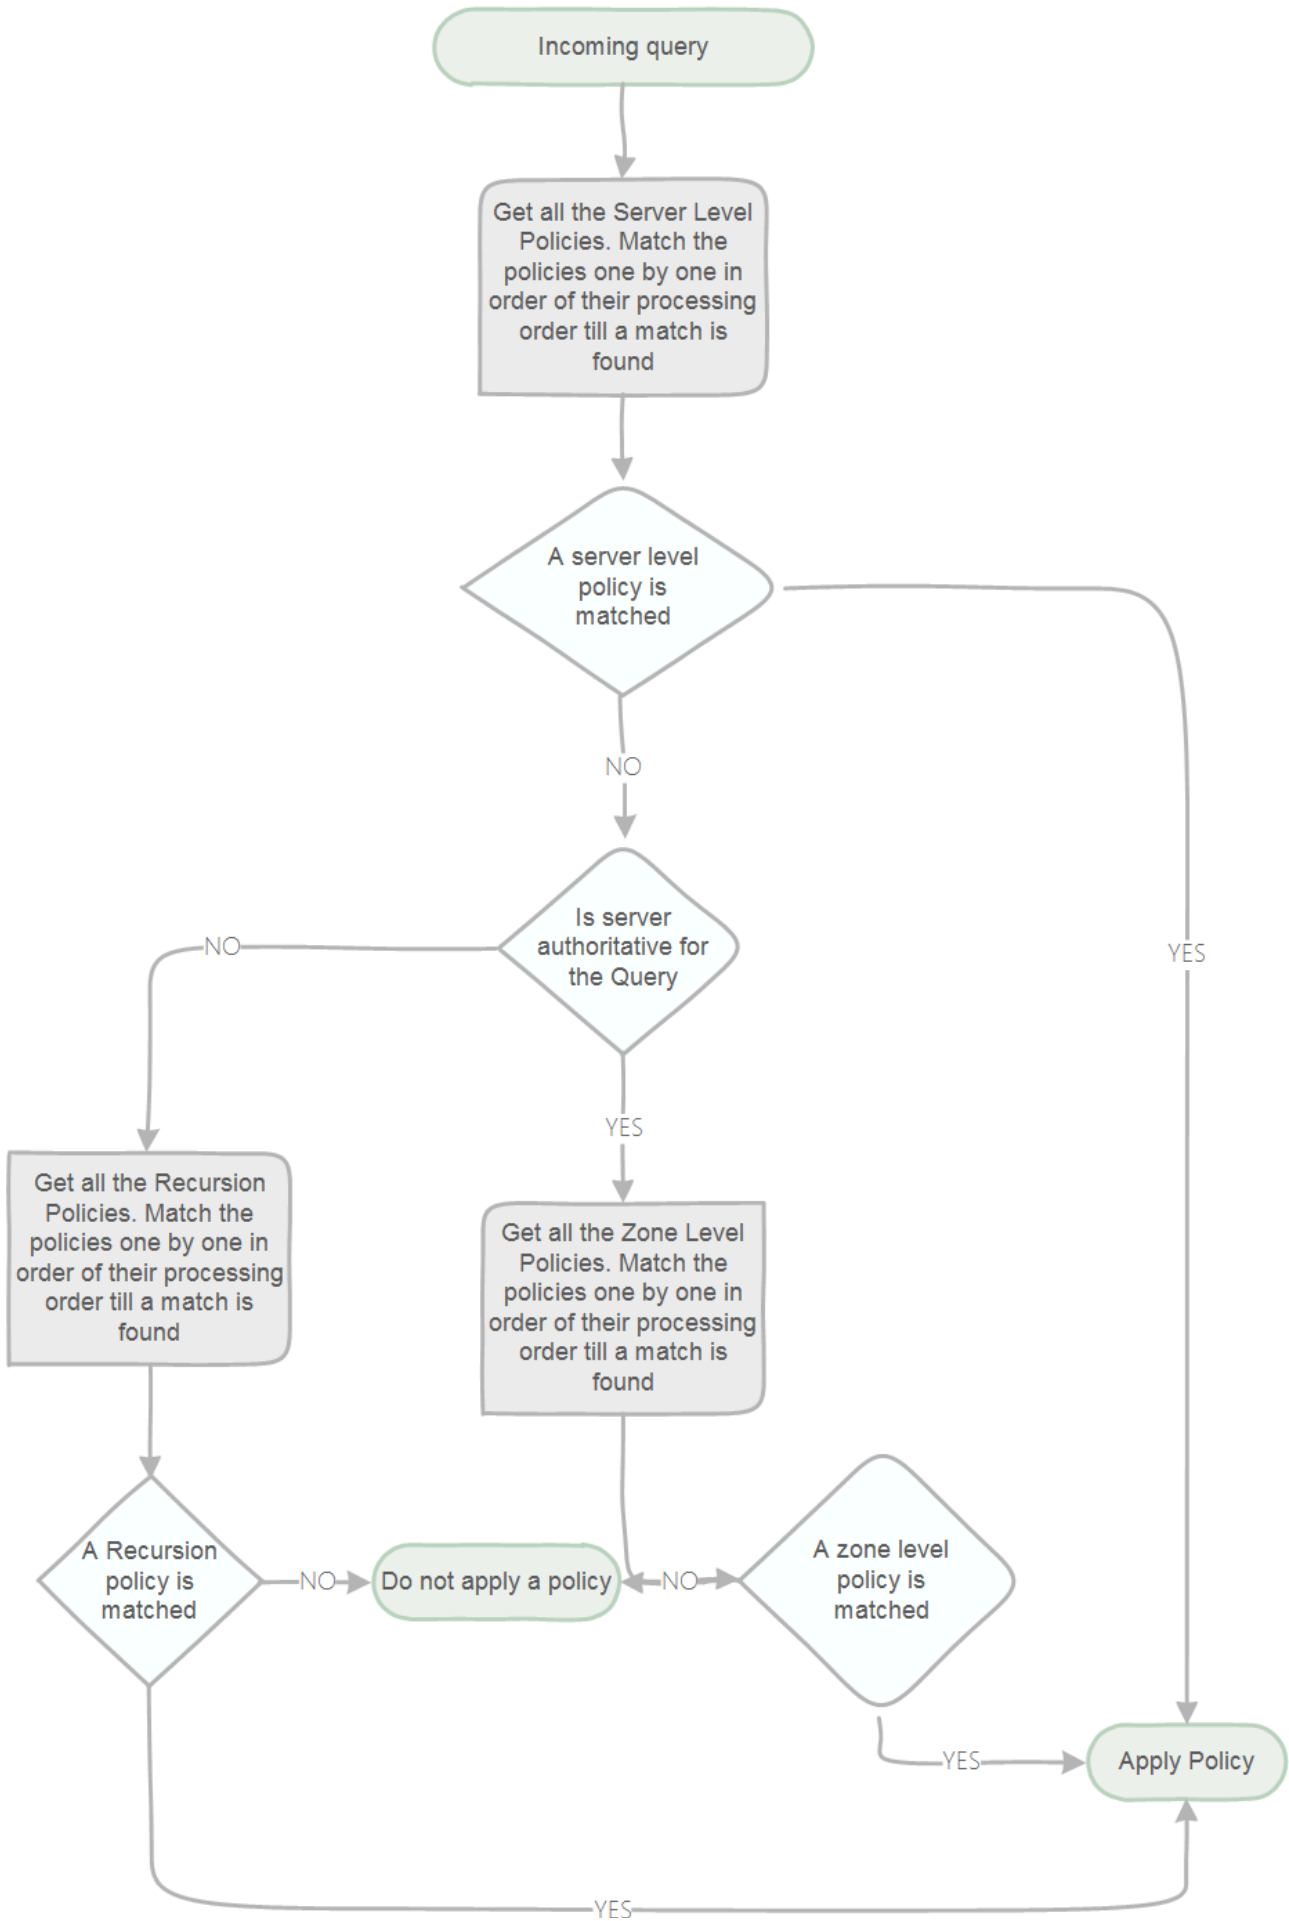 Incoming query
Get all the Server Level
Policies. Match the
policies one by one in
order of their processing
order till a match is
found
A server level
policy is
matched
NO
YES
Is server
authoritative for
the Query
NO
YES
Get all the Recursion
Policies. Match the
policies one by one in
order of their processing
order till a match is
found
Get all the Zone Level
Policies. Match the
policies one by one in
order of their processing
order till a match is
found
A Recursion
policy is
matched
NO
Do not apply a policy
NO
A zone level
policy is
matched
YES
Apply Policy
YES